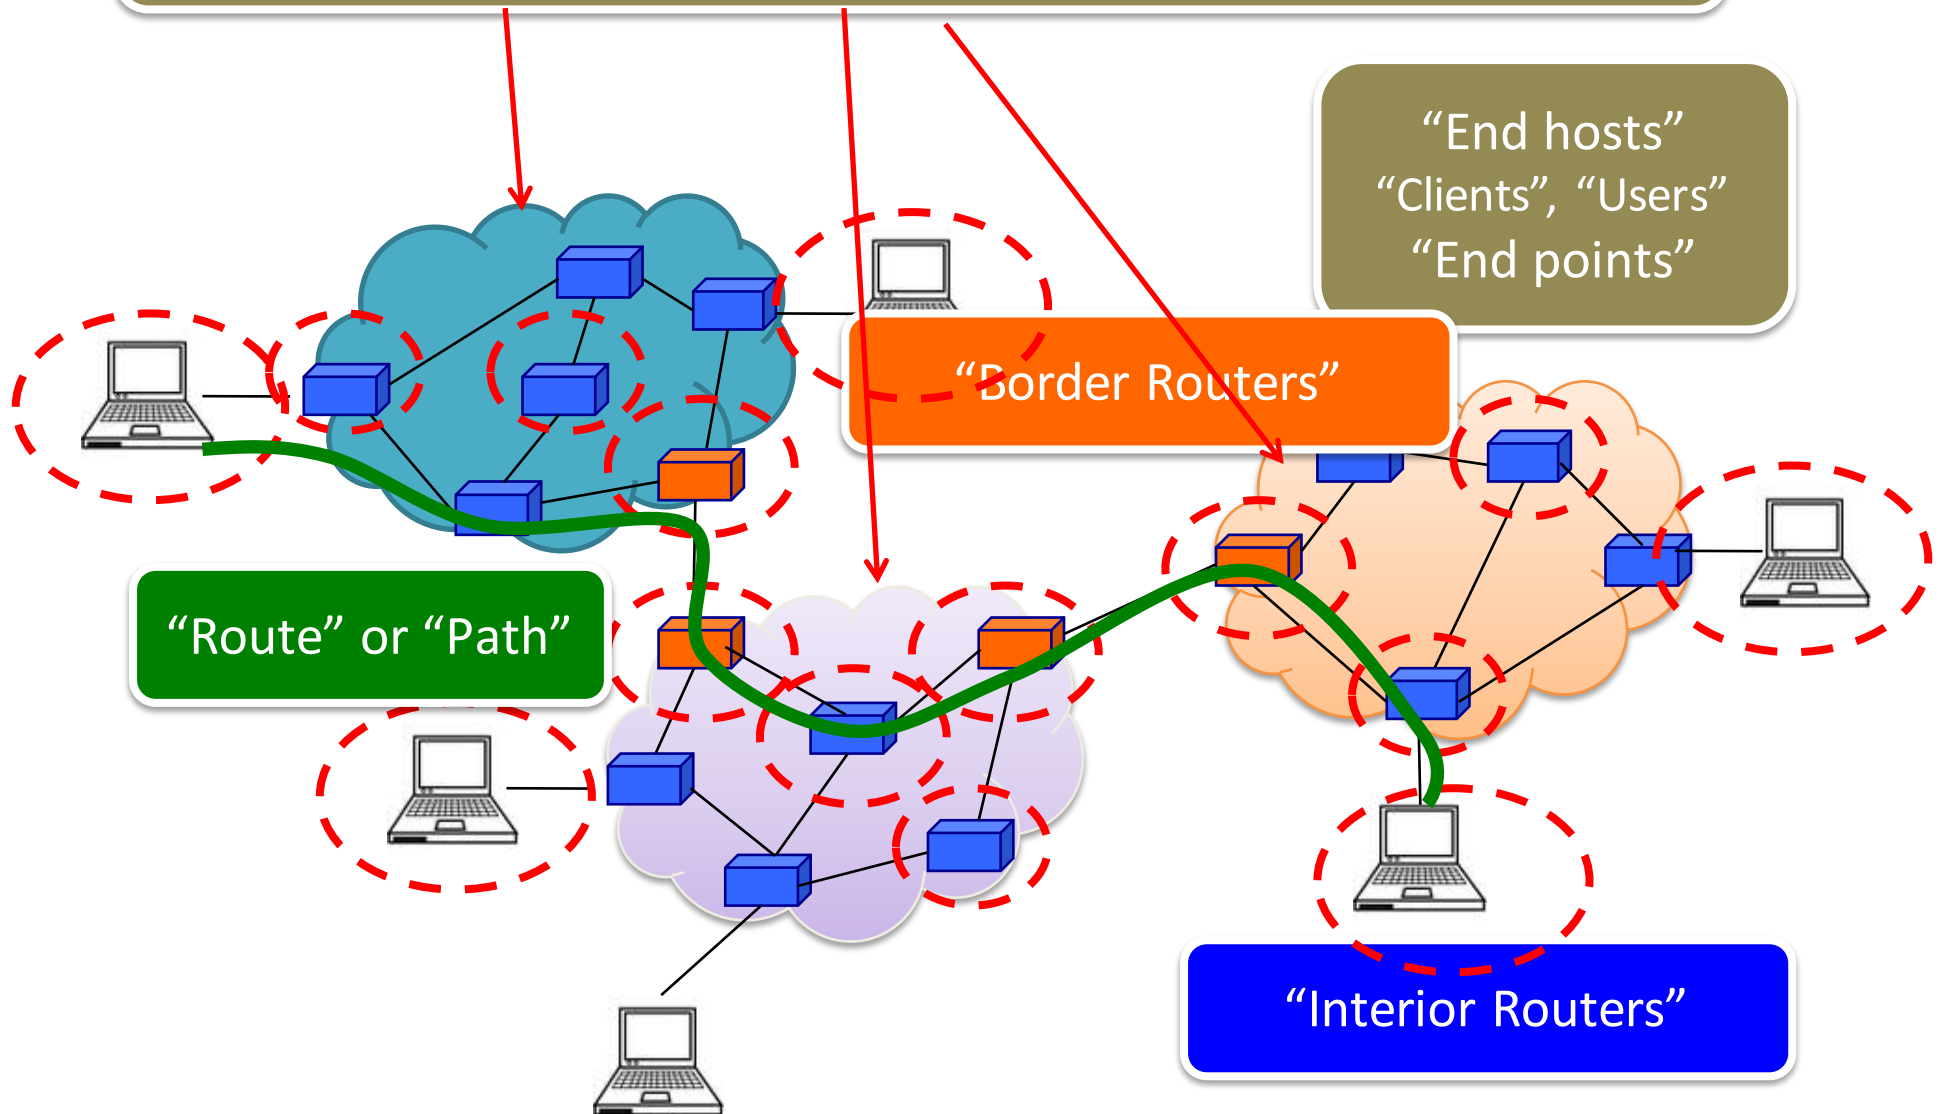 “End hosts”
“Clients”, “Users”
“End points”
“Border Routers”
“Route” or “Path”
“Interior Routers”